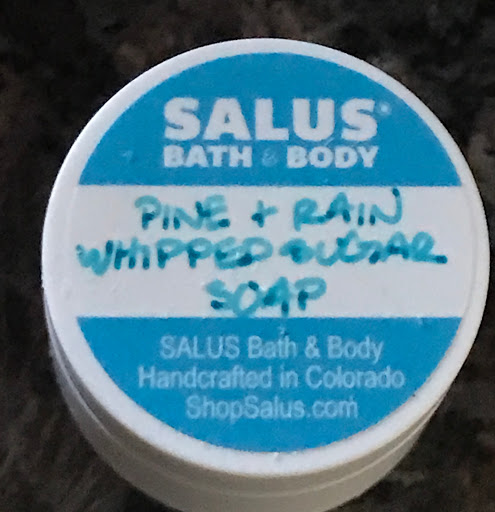 SALUS®
BATH & BODY
PINE + RAIN
WHIPPED SUGAR
SOAP
SALUS Bath & Body
Handcrafted in Colorado
ShopSalus.com